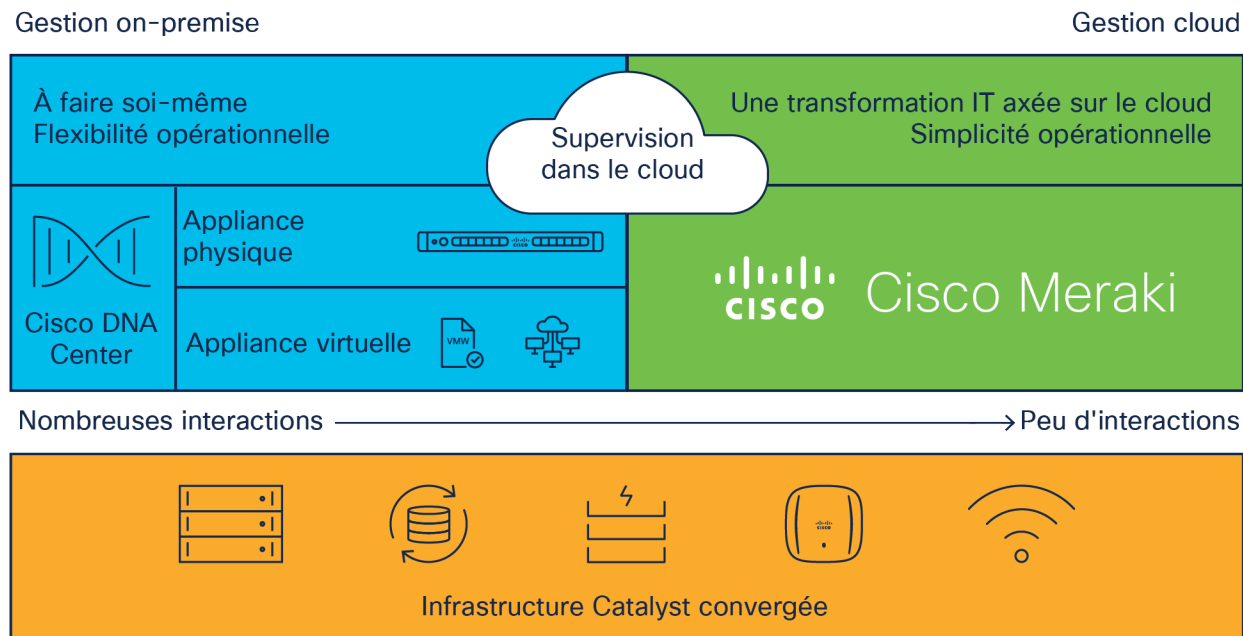 Gestion on-premise
Gestion cloud
À faire soi-même
Flexibilité opérationnelle
Supervision
dans le cloud
Une transformation IT axée sur le cloud
Simplicité opérationnelle
Cisco DNA
Center
Appliance
physique
CISCO
Appliance virtuelle
VMW
CISCO
Cisco Meraki
Nombreuses interactions
Peu d'interactions
CISCO
Infrastructure Catalyst convergée